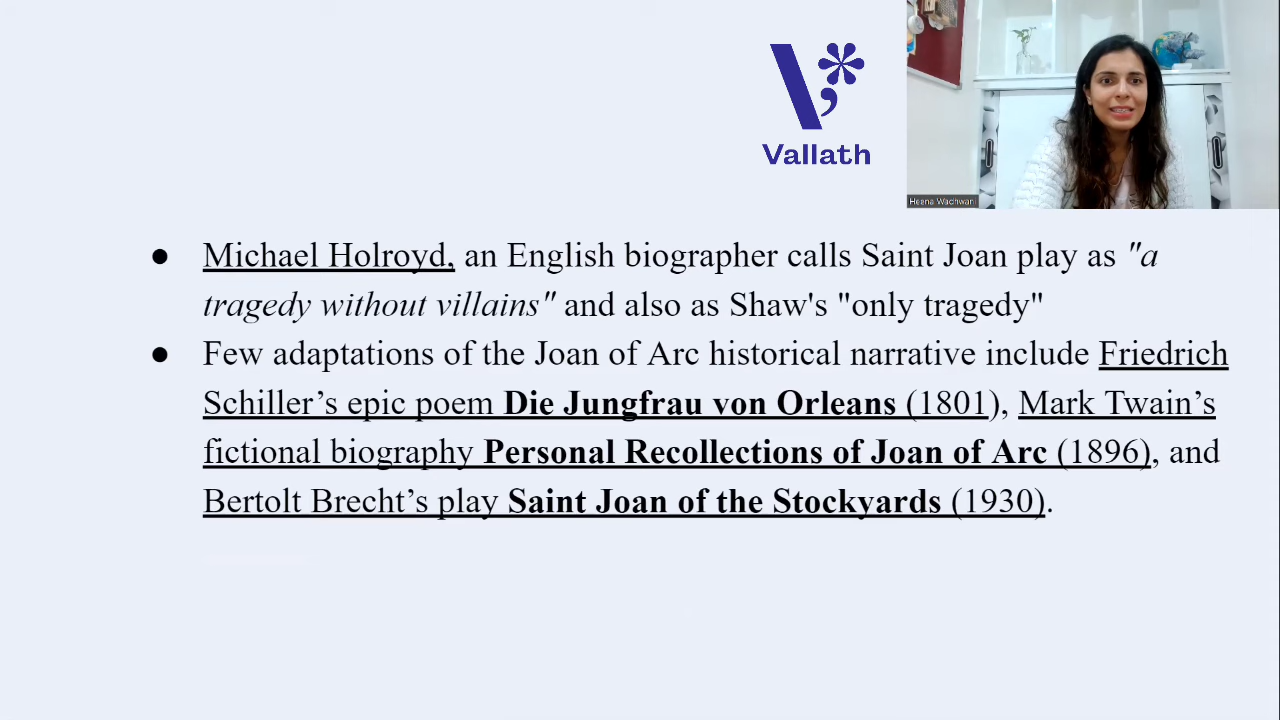 Vallath
Heena Wadhwani
● Michael Holroyd, an English biographer calls Saint Joan play as "a
tragedy without villains" and also as Shaw's "only tragedy"
● Few adaptations of the Joan of Arc historical narrative include Friedrich
Schiller’s epic poem Die Jungfrau von Orleans (1801), Mark Twain’s
fictional biography Personal Recollections of Joan of Arc (1896), and
Bertolt Brecht’s play Saint Joan of the Stockyards (1930).